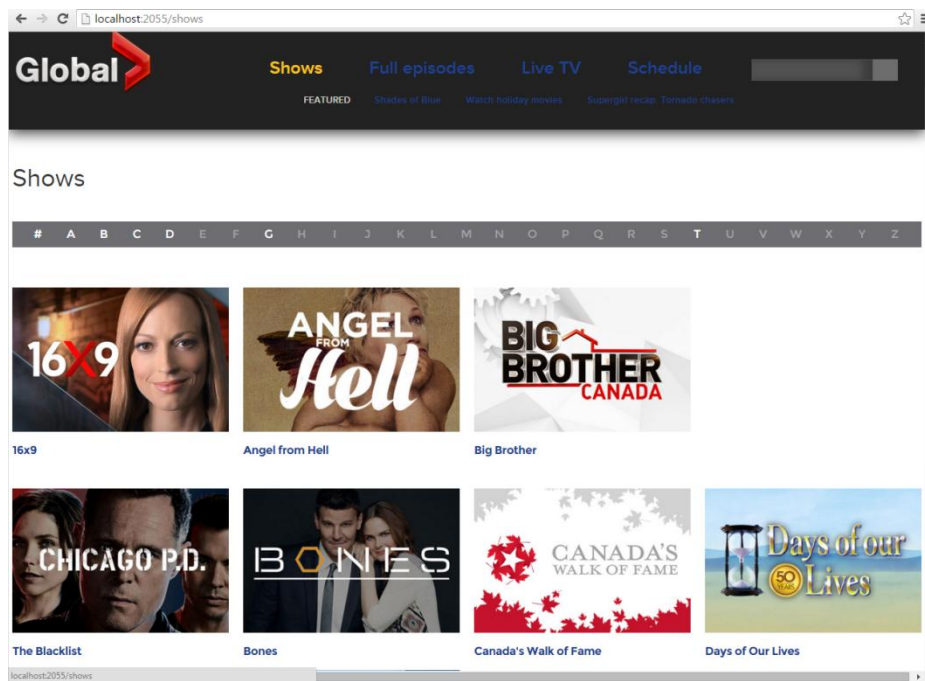 localhost:2055/shows
Global
Shows Full episodes Live TV Schedule
FEATURED Shades of Blue Watch holiday movies Supergirl recap: Tornado chasers
Shows
# A B C D E F G H I J K L M N O P Q R S T U V W X Y Z
16X9
ANGEL
FROM
Hell
BIG
BROTHER
CANADA
16x9 Angel from Hell Big Brother
CHICAGO P.D.
BONES
CANADA'S
WALK OF FAME
Days of our
50
YEARS
Lives
The Blacklist Bones Canada's Walk of Fame Days of Our Lives
localhost:2055/shows